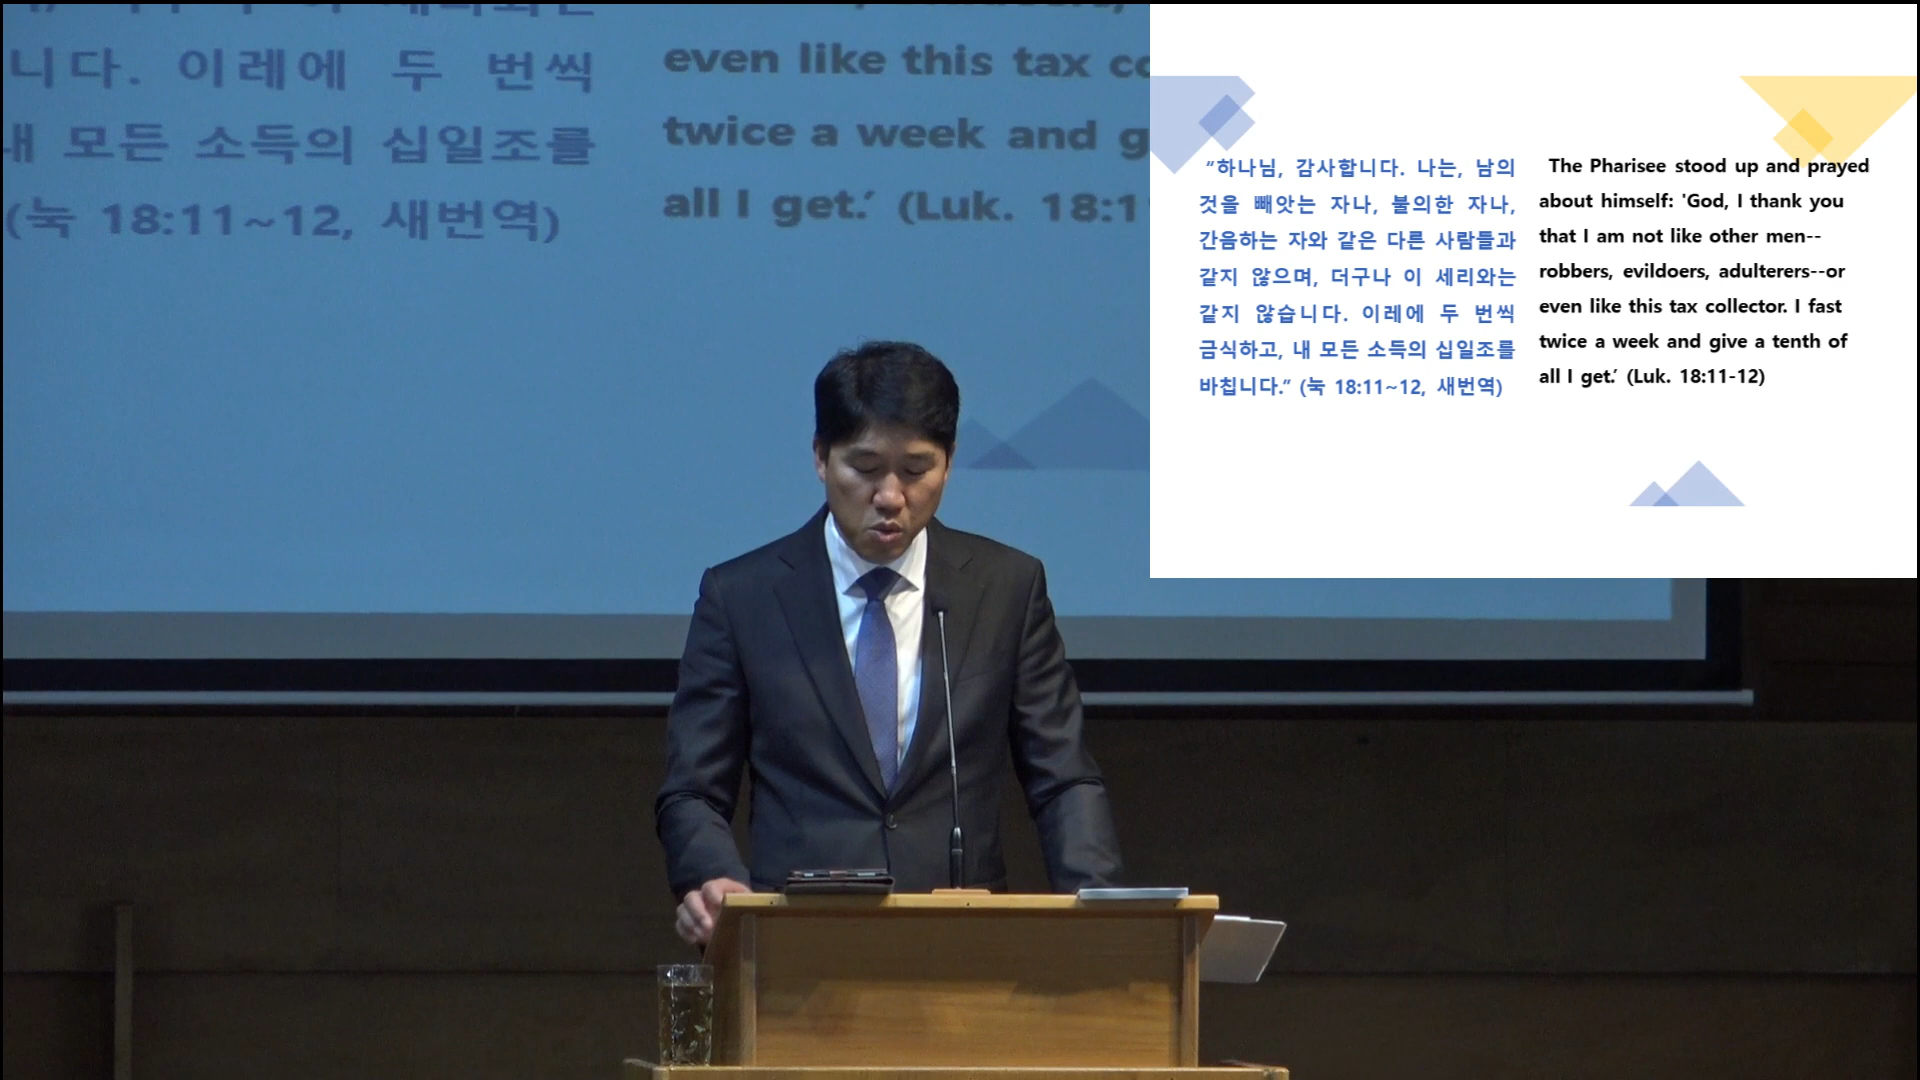 니다. 이레에 두 번씩
내 모든 소득의 십일조를
(눅 18:11~12, 새번역)
even like this tax
twice a week and
all I get.’ (Luk.
“하나님, 감사합니다. 나는, 남의
것을 빼앗는 자나, 불의한 자나,
간음하는 자와 같은 다른 사람들과
같지 않으며, 더구나 이 세리와는
같지 않습니다. 이레에 두 번씩
금식하고, 내 모든 소득의 십일조를
바칩니다.” (눅 18:11~12, 새번역)
The Pharisee stood up and prayed
about himself: 'God, I thank you
that I am not like other men--
robbers, evildoers, adulterers--or
even like this tax collector. I fast
twice a week and give a tenth of
all I get.’ (Luk. 18:11-12)